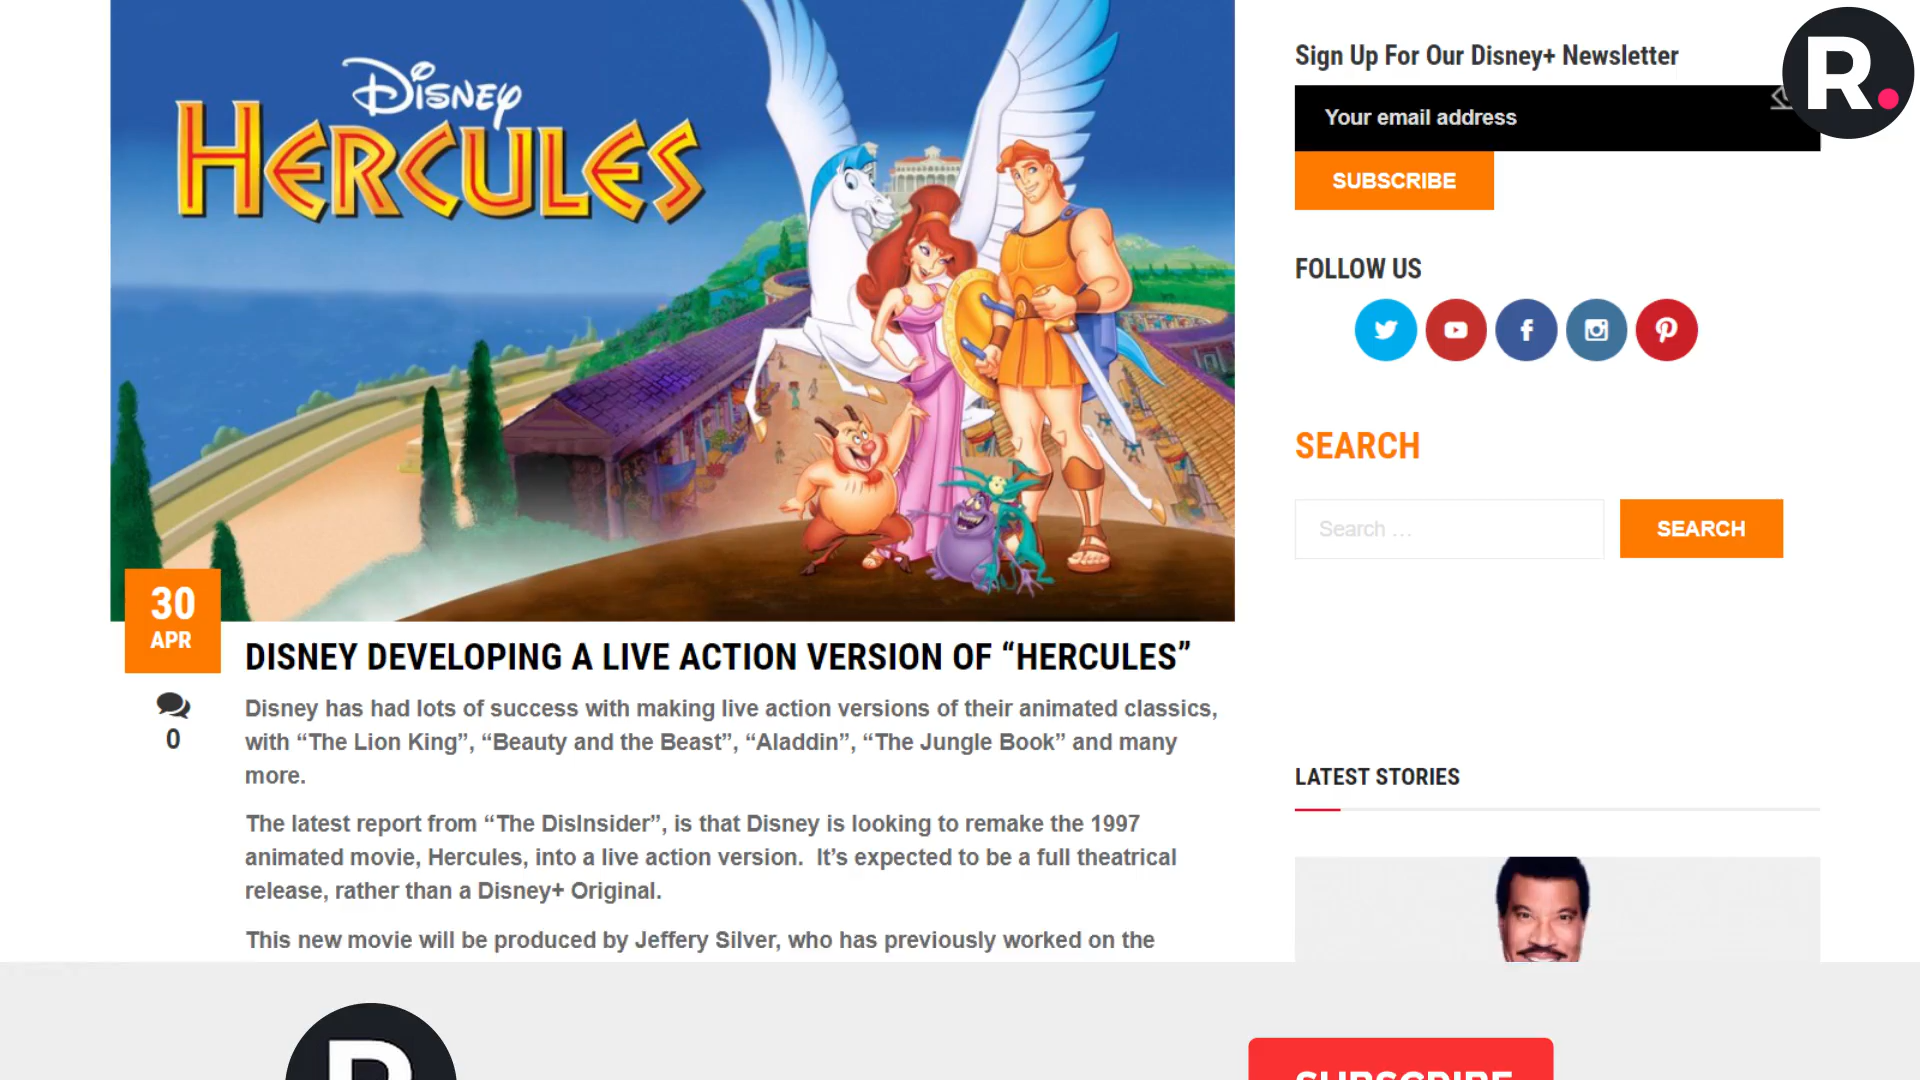 DISNEY
HERCULES
30
APR
0
DISNEY DEVELOPING A LIVE ACTION VERSION OF “HERCULES”
Disney has had lots of success with making live action versions of their animated classics,
with “The Lion King”, “Beauty and the Beast”, “Aladdin”, “The Jungle Book” and many
more.
The latest report from “The DisInsider”, is that Disney is looking to remake the 1997
animated movie, Hercules, into a live action version.  It’s expected to be a full theatrical
release, rather than a Disney+ Original.
This new movie will be produced by Jeffery Silver, who has previously worked on the
Sign Up For Our Disney+ Newsletter
Your email address
SUBSCRIBE
R.
FOLLOW US
SEARCH
Search …
SEARCH
LATEST STORIES
R
SUBSCRIBE